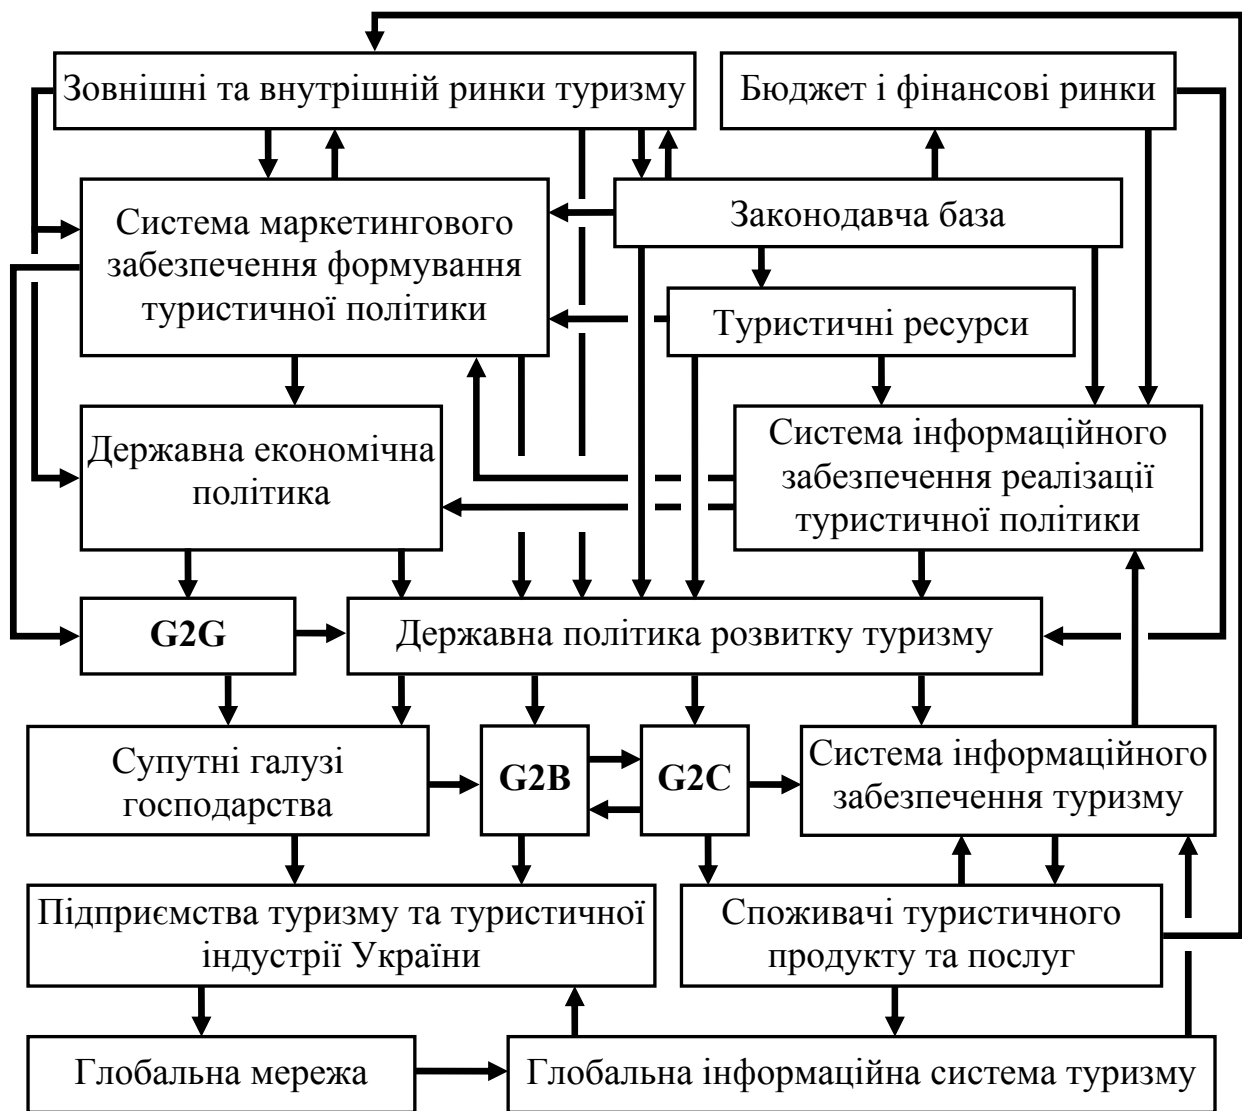 Зовнішні та внутрішній ринки туризму
Бюджет і фінансові ринки
Система маркетингового
забезпечення формування
туристичної політики
Законодавча база
Туристичні ресурси
Державна економічна
політика
Система інформаційного
забезпечення реалізації
туристичної політики
G2G
Державна політика розвитку туризму
Супутні галузі
господарства
G2B
G2C
Система інформаційного
забезпечення туризму
Підприємства туризму та туристичної
індустрії України
Споживачі туристичного
продукту та послуг
Глобальна мережа
Глобальна інформаційна система туризму